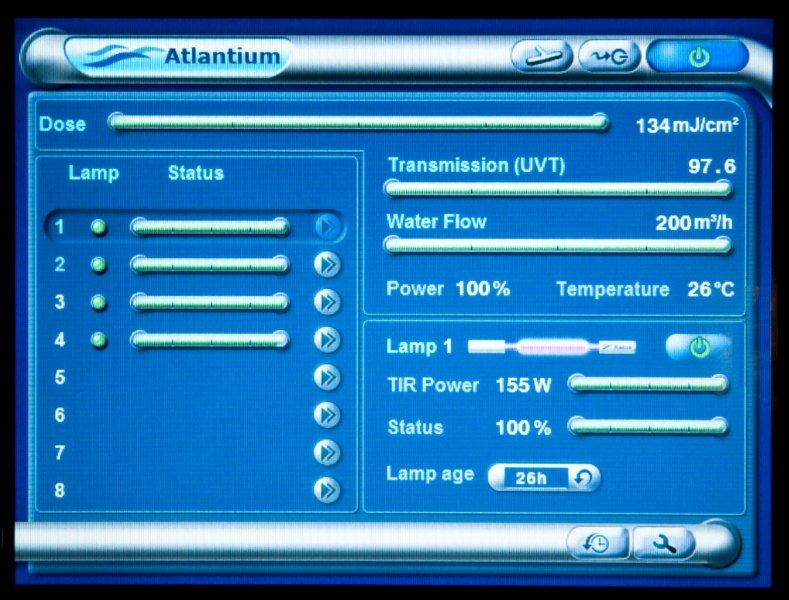 Atlantium
Dose 134 mJ/cm²
Lamp Status
1
2
3
4
5
6
7
8
Transmission (UVT) 97.6
Water Flow 200 m³/h
Power 100% Temperature 26°C
Lamp 1
TIR Power 155 W
Status 100%
Lamp age 26h